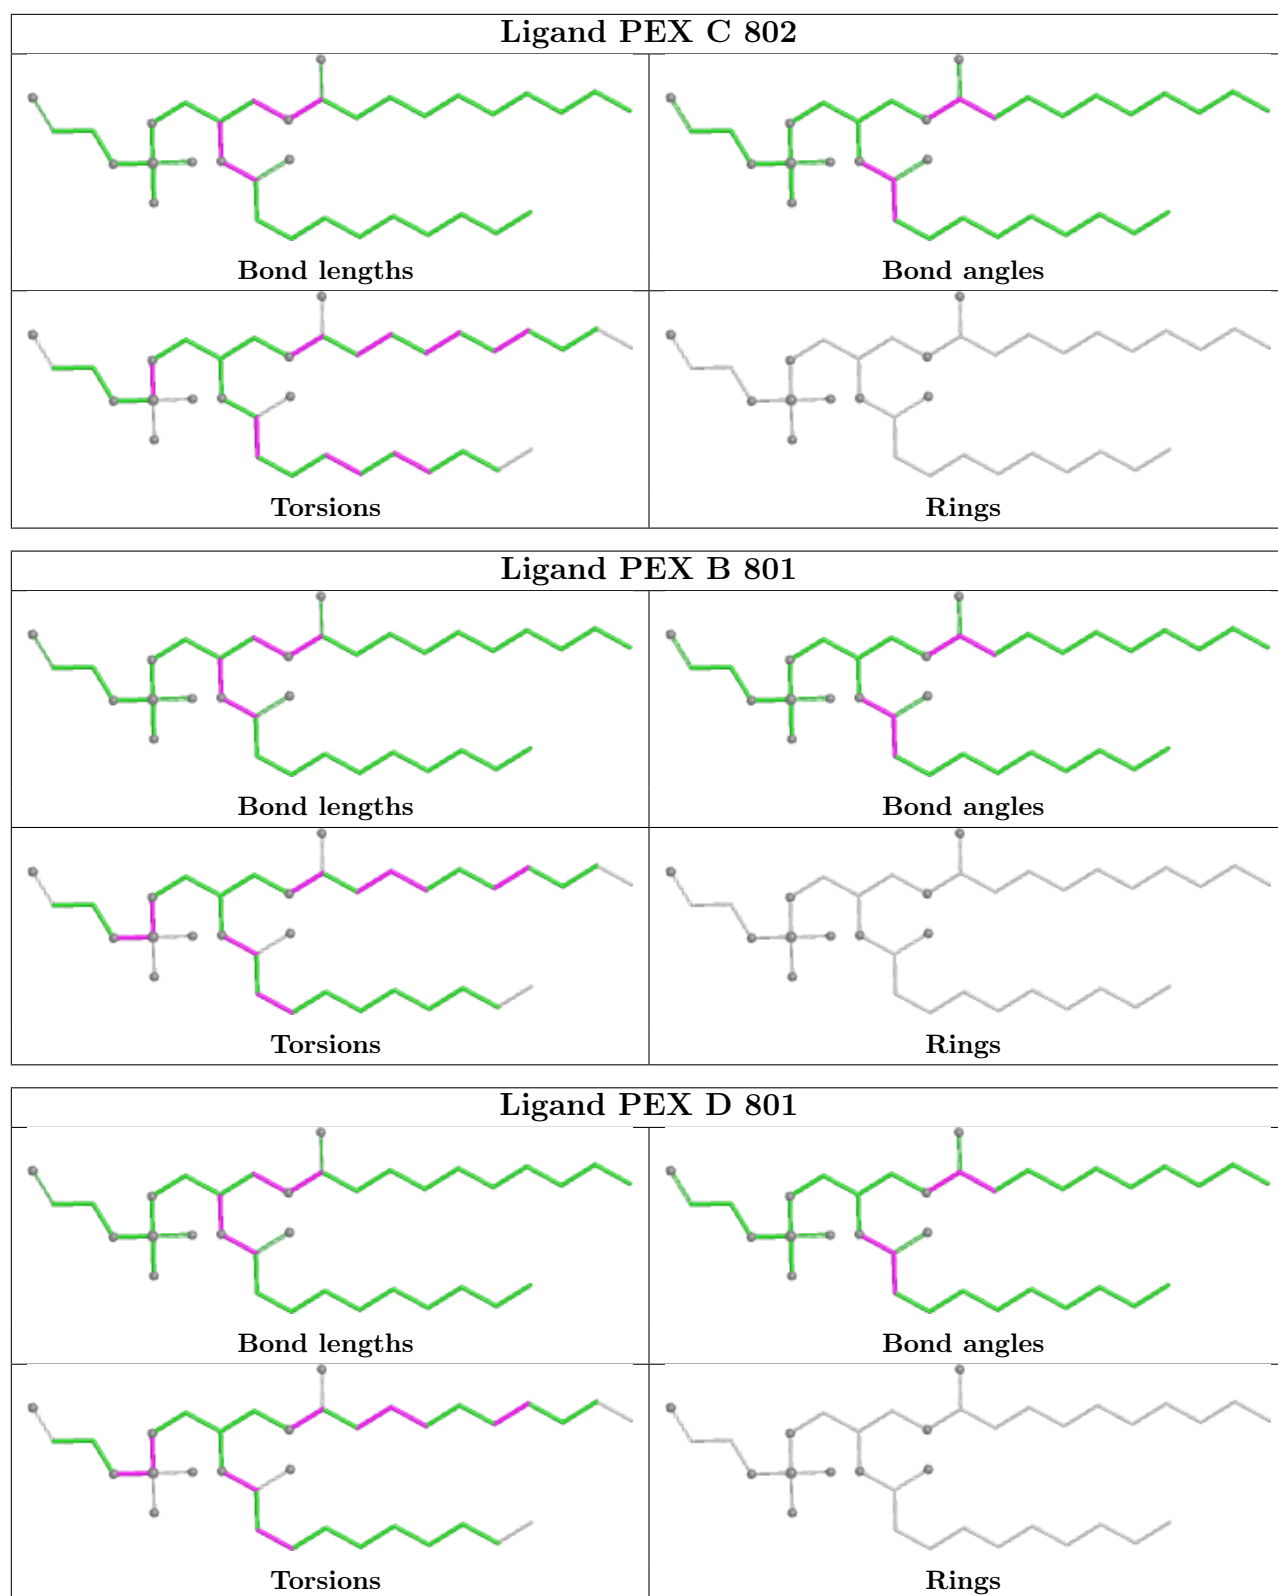 Ligand PEX C 802
Bond lengths
Bond angles
Torsions
Rings
Ligand PEX B 801
Bond lengths
Bond angles
Torsions
Rings
Ligand PEX D 801
Bond lengths
Bond angles
Torsions
Rings